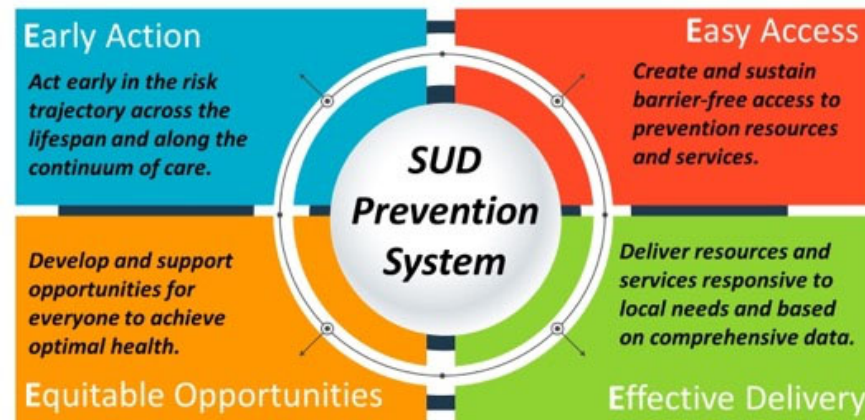 Early Action
Act early in the risk
trajectory across the
lifespan and along the
continuum of care.
Easy Access
Create and sustain
barrier-free access to
prevention resources
and services.
SUD
Prevention
System
Develop and support
opportunities for
everyone to achieve
optimal health.
Equitable Opportunities
Deliver resources and
services responsive to
local needs and based
on comprehensive data.
Effective Delivery